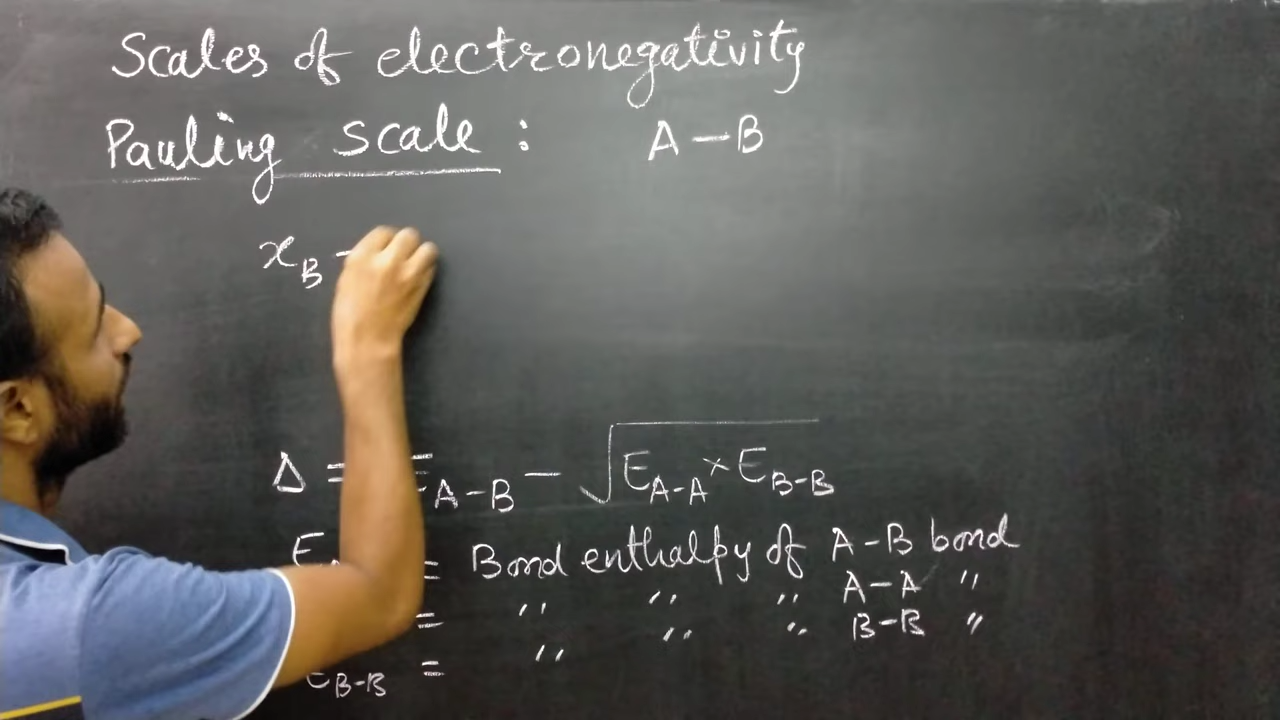 Scales of electronegativity
Pauling scale : A – B
x_B –
Δ = E_A–B – √ E_A–A × E_B–B
E = Bond enthalpy of A–B bond
= " " " A–A "
E_B–B = " " " B–B "